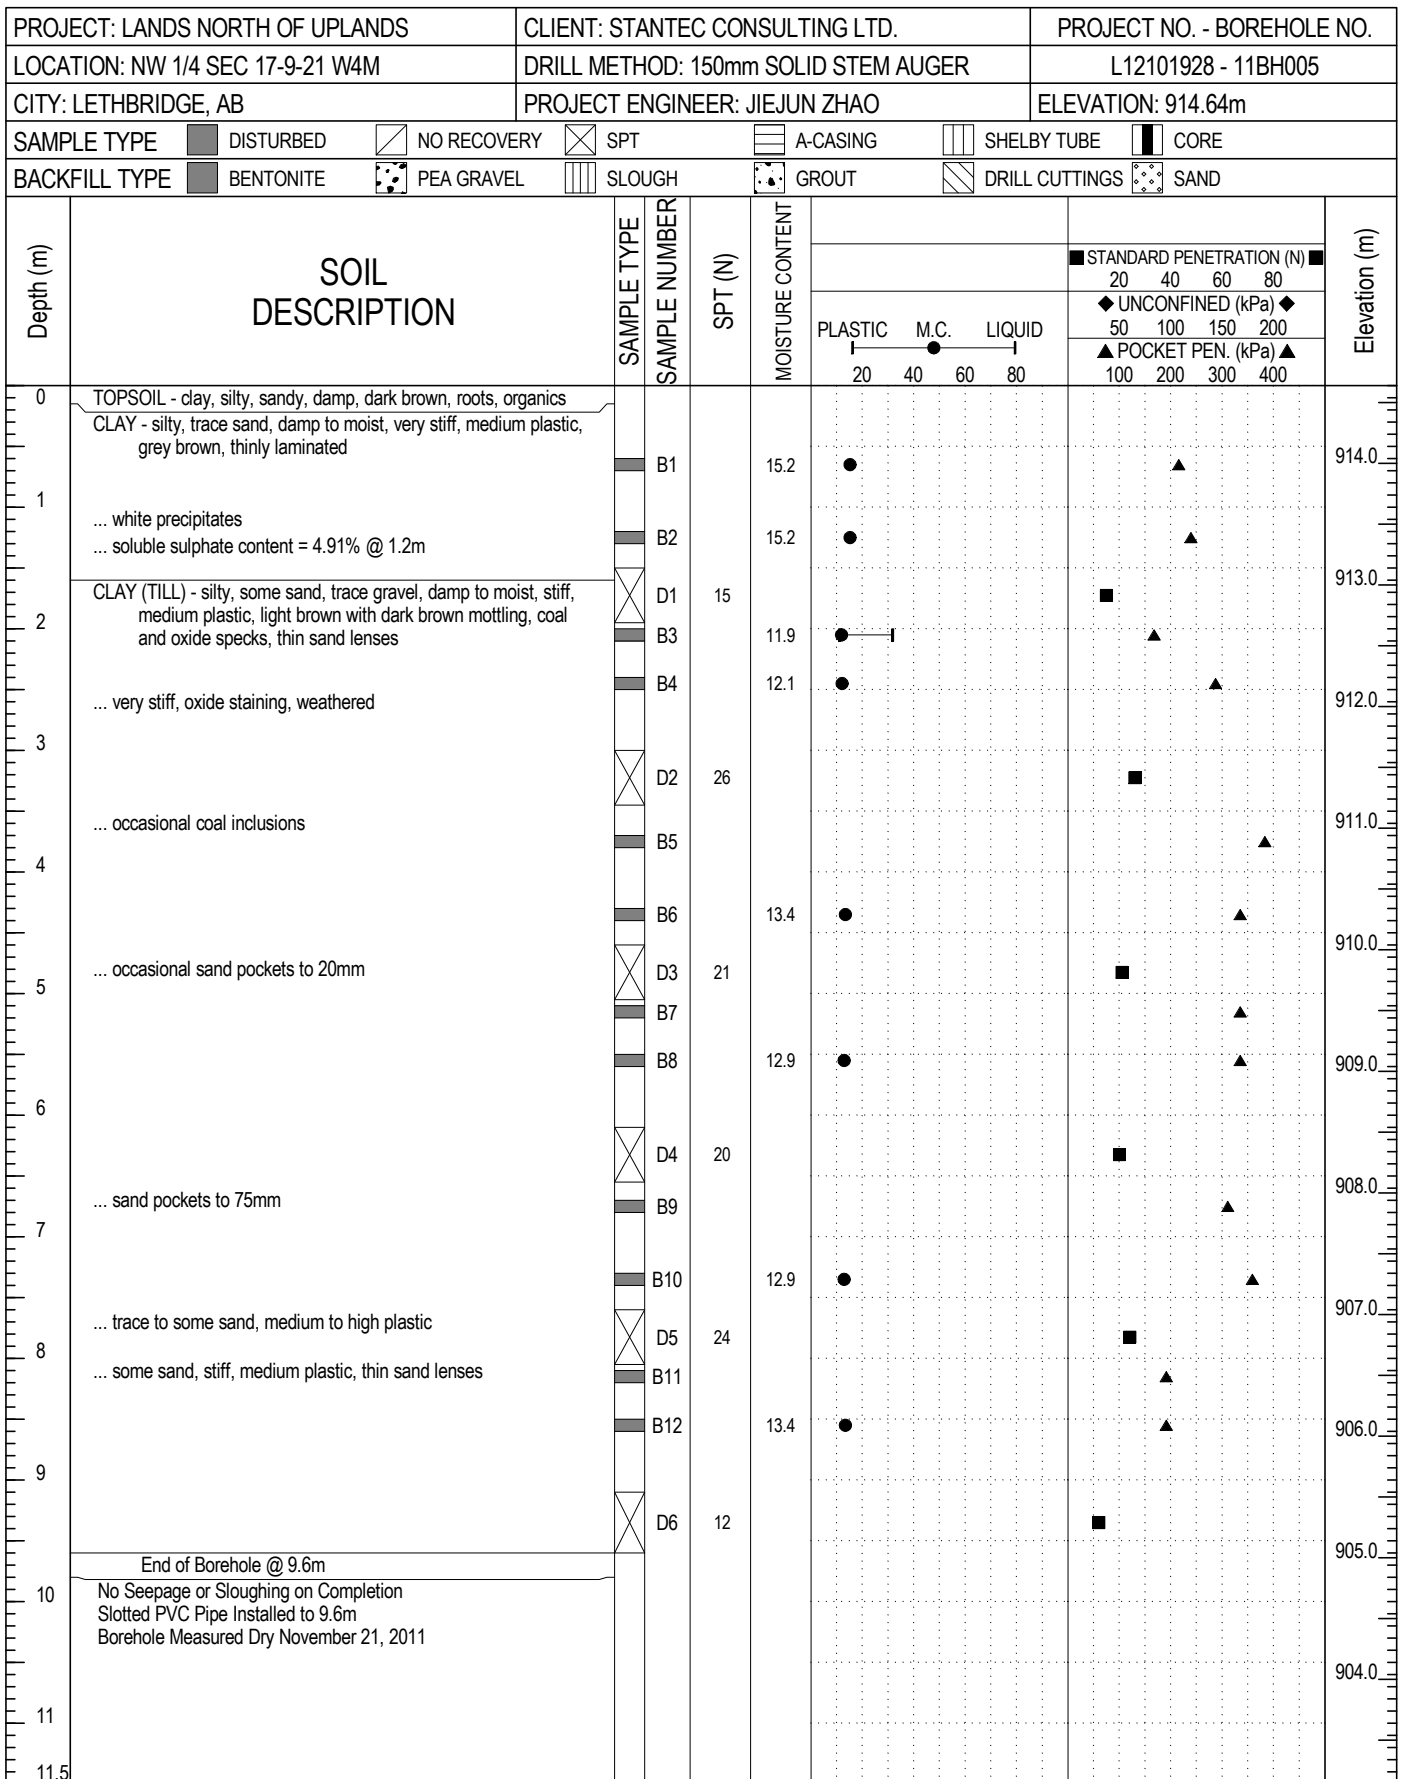 PROJECT: LANDS NORTH OF UPLANDS CLIENT: STANTEC CONSULTING LTD. PROJECT NO. - BOREHOLE NO.
LOCATION: NW 1/4 SEC 17-9-21 W4M DRILL METHOD: 150mm SOLID STEM AUGER L12101928 - 11BH005
CITY: LETHBRIDGE, AB PROJECT ENGINEER: JIEJUN ZHAO ELEVATION: 914.64m
SAMPLE TYPE DISTURBED NO RECOVERY SPT A-CASING SHELBY TUBE CORE
BACKFILL TYPE BENTONITE PEA GRAVEL SLOUGH GROUT DRILL CUTTINGS SAND
Depth (m)
SOIL
DESCRIPTION
SAMPLE TYPE
SAMPLE NUMBER
SPT (N)
MOISTURE CONTENT
PLASTIC M.C. LIQUID
20 40 60 80
■ STANDARD PENETRATION (N) ■
20 40 60 80
◆ UNCONFINED (kPa) ◆
50 100 150 200
▲ POCKET PEN. (kPa) ▲
100 200 300 400
Elevation (m)
0 TOPSOIL - clay, silty, sandy, damp, dark brown, roots, organics
CLAY - silty, trace sand, damp to moist, very stiff, medium plastic,
grey brown, thinly laminated
B1 15.2 914.0
1
... white precipitates
... soluble sulphate content = 4.91% @ 1.2m B2 15.2
913.0
CLAY (TILL) - silty, some sand, trace gravel, damp to moist, stiff, D1 15
medium plastic, light brown with dark brown mottling, coal
2 and oxide specks, thin sand lenses B3 11.9
B4 12.1
... very stiff, oxide staining, weathered 912.0
3
D2 26
... occasional coal inclusions 911.0
B5
4
B6 13.4
910.0
... occasional sand pockets to 20mm D3 21
5
B7
B8 12.9 909.0
6
D4 20
908.0
... sand pockets to 75mm B9
7
B10 12.9
907.0
... trace to some sand, medium to high plastic
D5 24
8
... some sand, stiff, medium plastic, thin sand lenses B11
B12 13.4 906.0
9
D6 12
905.0
End of Borehole @ 9.6m
10 No Seepage or Sloughing on Completion
Slotted PVC Pipe Installed to 9.6m
Borehole Measured Dry November 21, 2011
904.0
11
11.5